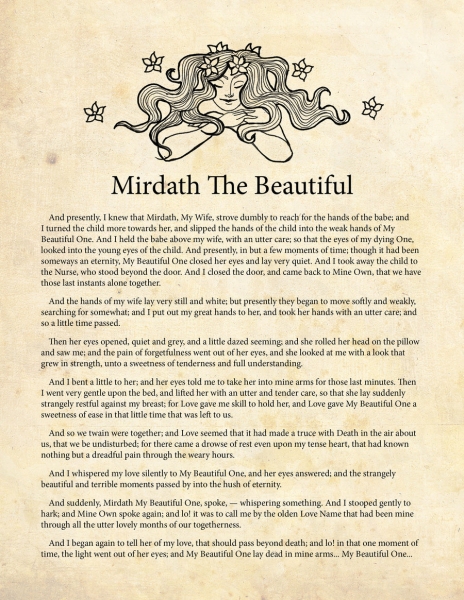 Mirdath The Beautiful
And presently, I knew that Mirdath, My Wife, strove dumbly to reach for the hands of the babe; and
I turned the child more towards her, and slipped the hands of the child into the weak hands of My
Beautiful One. And I held the babe above my wife, with an utter care; so that the eyes of my dying One,
looked into the young eyes of the child. And presently, in but a few moments of time; though it had been
someways an eternity, My Beautiful One closed her eyes and lay very quiet. And I took away the child to
the Nurse, who stood beyond the door. And I closed the door, and came back to Mine Own, that we have
those last instants alone together.
And the hands of my wife lay very still and white; but presently they began to move softly and weakly,
searching for somewhat; and I put out my great hands to her, and took her hands with an utter care; and
so a little time passed.
Then her eyes opened, quiet and grey, and a little dazed seeming; and she rolled her head on the pillow
and saw me; and the pain of forgetfulness went out of her eyes, and she looked at me with a look that
grew in strength, unto a sweetness of tenderness and full understanding.
And I bent a little to her; and her eyes told me to take her into mine arms for those last minutes. Then
I went very gently upon the bed, and lifted her with an utter and tender care, so that she lay suddenly
strangely restful against my breast; for Love gave me skill to hold her, and Love gave My Beautiful One a
sweetness of ease in that little time that was left to us.
And so we twain were together; and Love seemed that it had made a truce with Death in the air about
us, that we be undisturbed; for there came a drowse of rest even upon my tense heart, that had known
nothing but a dreadful pain through the weary hours.
And I whispered my love silently to My Beautiful One, and her eyes answered; and the strangely
beautiful and terrible moments passed by into the hush of eternity.
And suddenly, Mirdath My Beautiful One, spoke, — whispering something. And I stooped gently to
hark; and Mine Own spoke again; and lo! it was to call me by the olden Love Name that had been mine
through all the utter lovely months of our togetherness.
And I began again to tell her of my love, that should pass beyond death; and lo! in that one moment of
time, the light went out of her eyes; and My Beautiful One lay dead in mine arms... My Beautiful One...